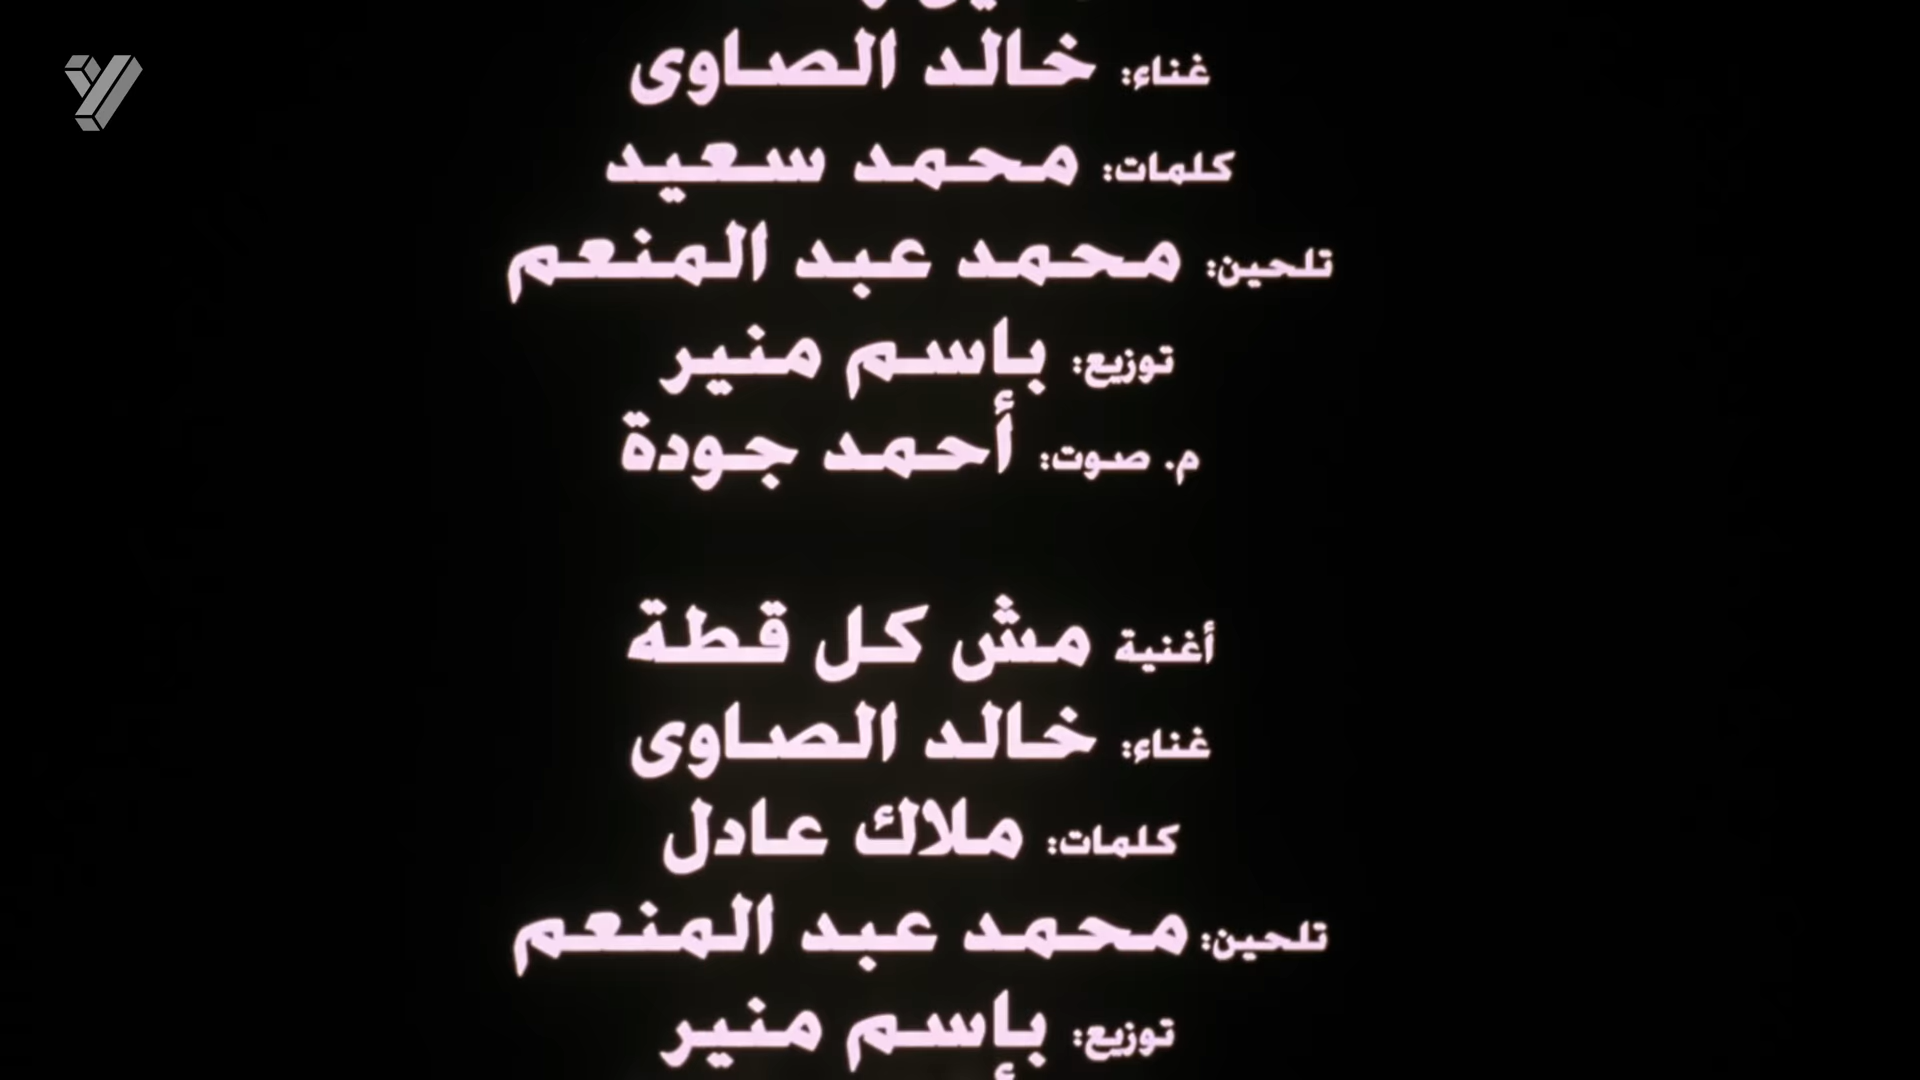 غناء: خالد الصاوى
كلمات: محمد سعيد
تلحين: محمد عبد المنعم
توزيع: باسم منير
م. صوت: أحمد جودة
أغنية مش كل قطة
غناء: خالد الصاوى
كلمات: ملاك عادل
تلحين: محمد عبد المنعم
توزيع: بإسم منير